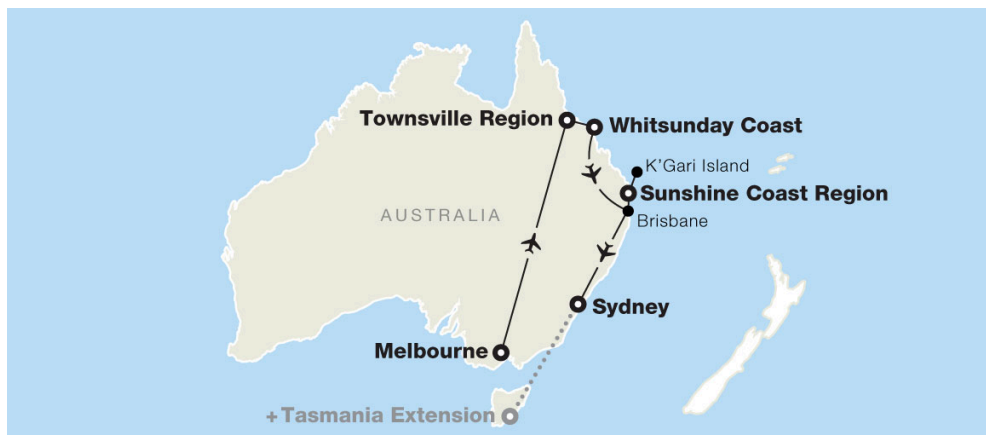 Townsville Region
Whitsunday Coast
K'Gari Island
Sunshine Coast Region
AUSTRALIA
Brisbane
Sydney
Melbourne
+Tasmania Extension